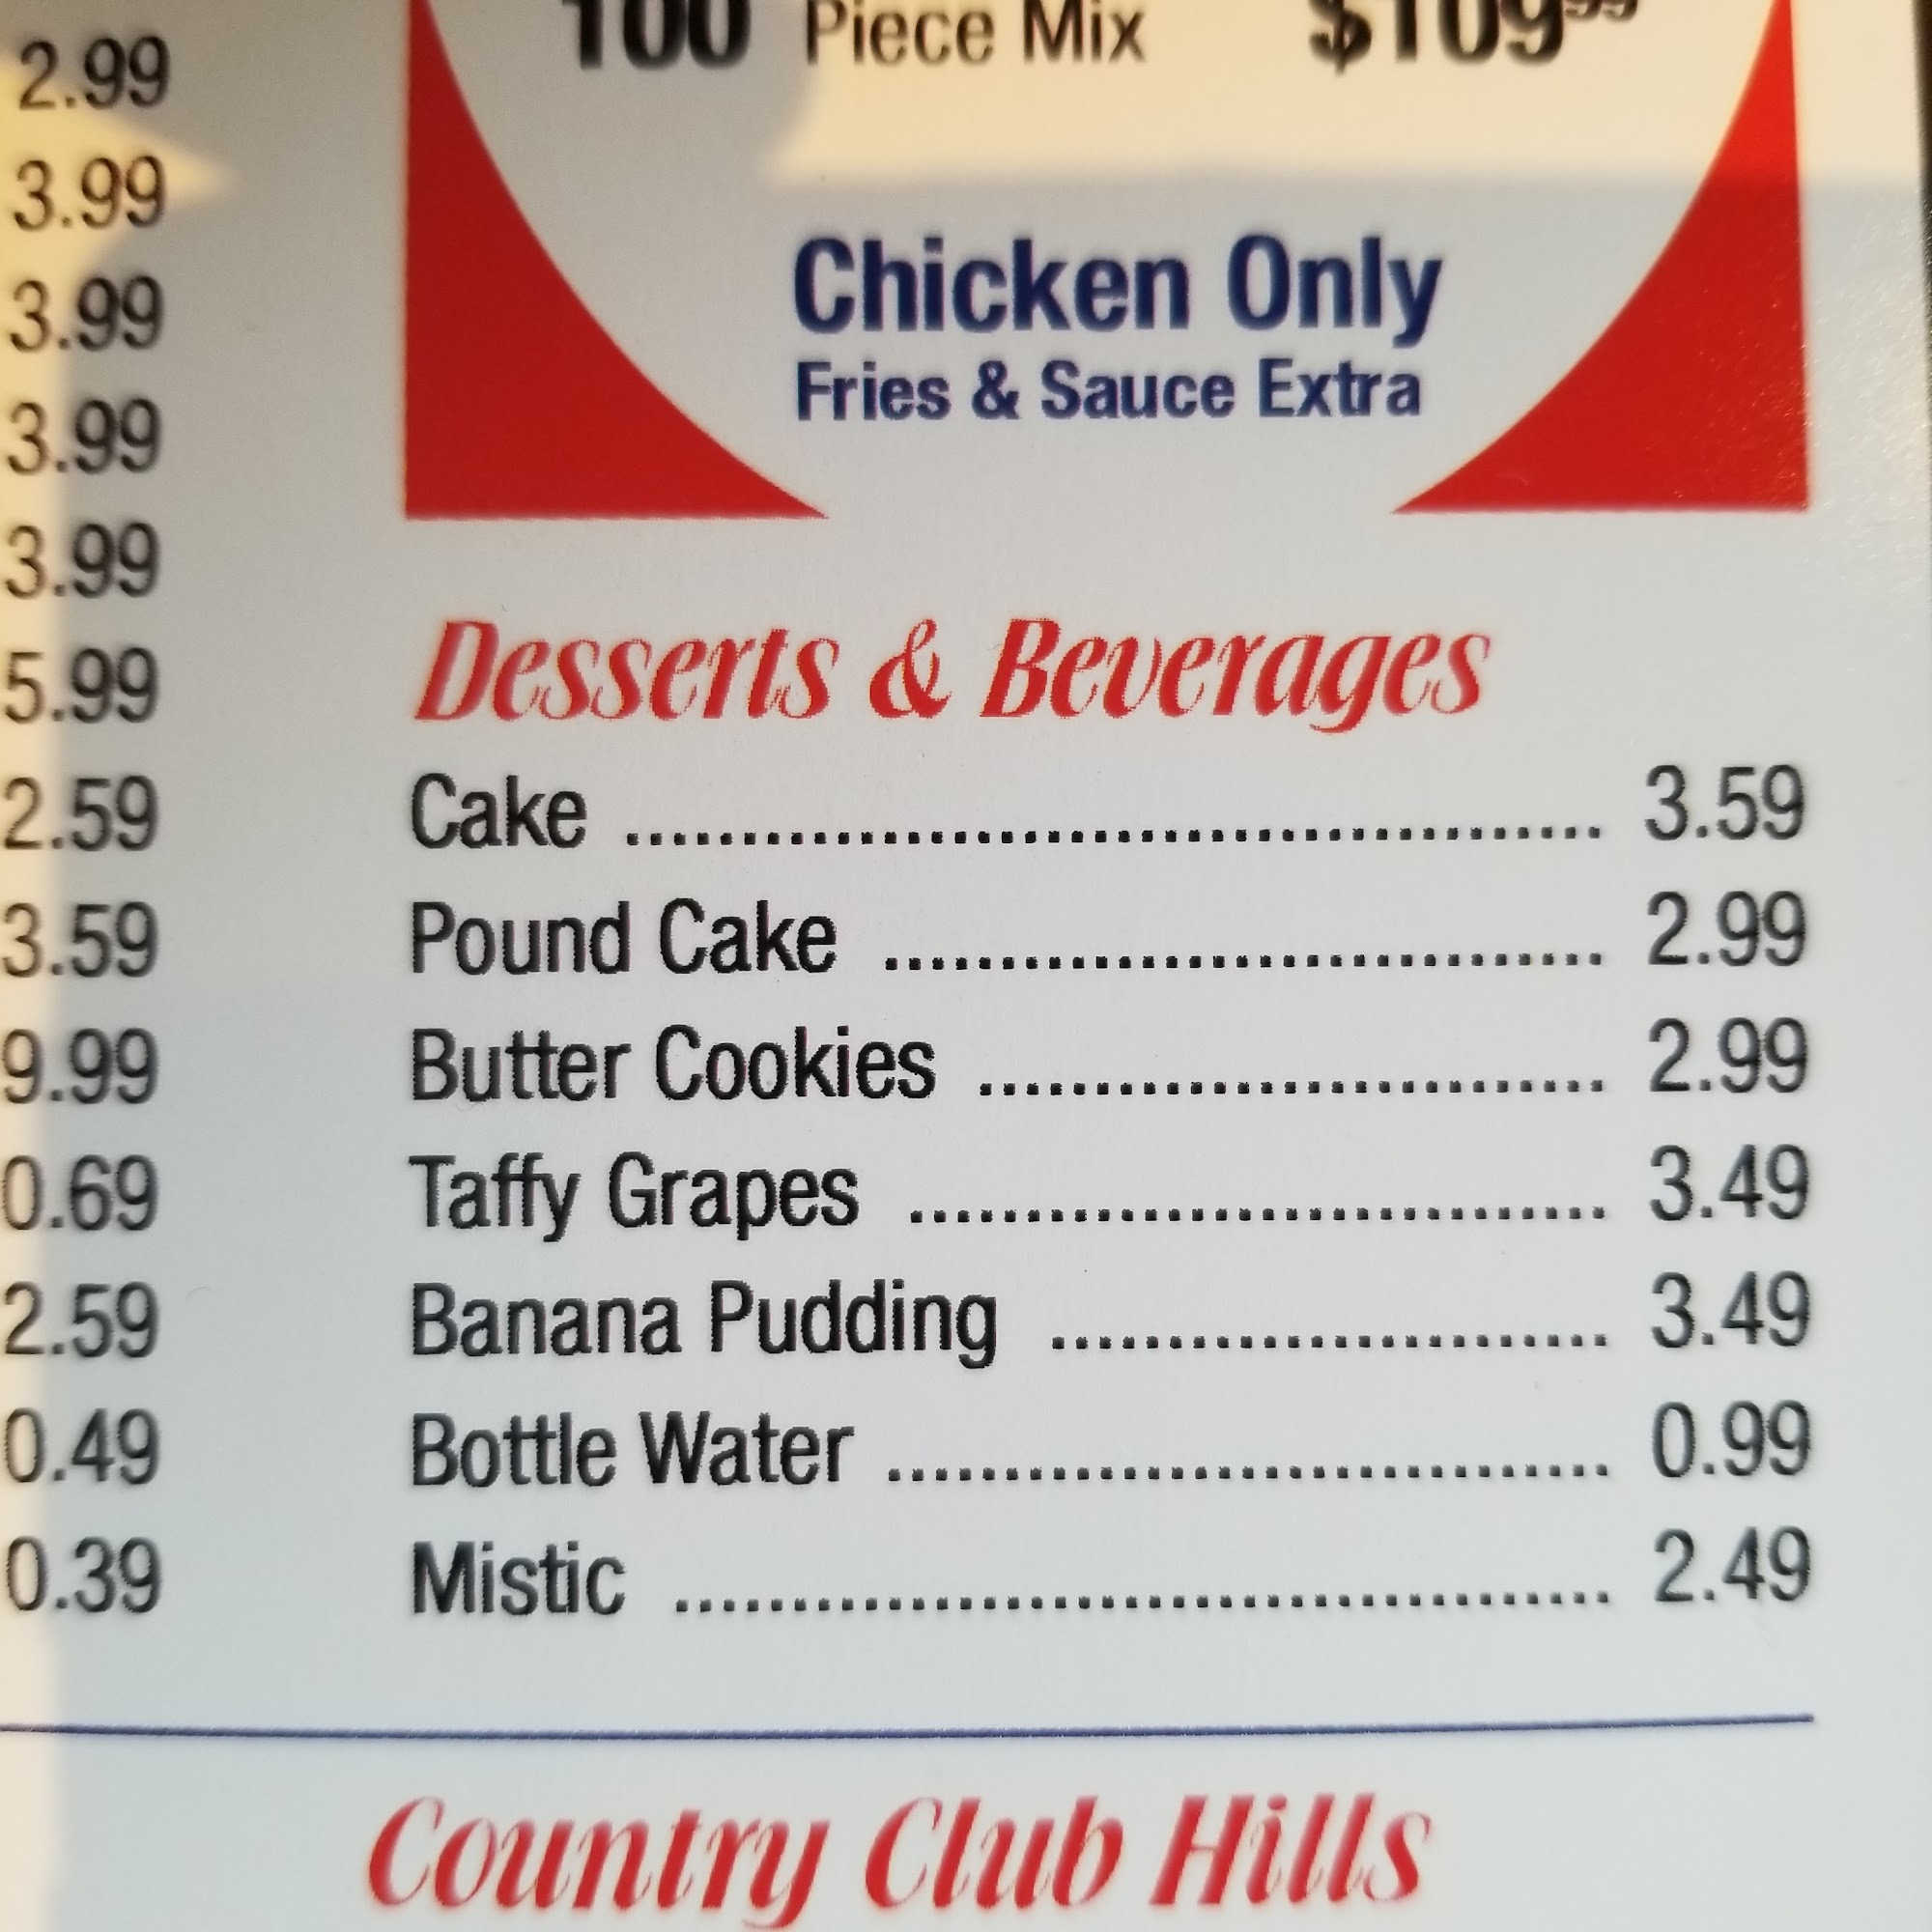 2.99
3.99
3.99
3.99
3.99
5.99
2.59
3.59
9.99
0.69
2.59
0.49
0.39
100 Piece Mix $109⁹⁹
Chicken Only
Fries & Sauce Extra
Desserts & Beverages
Cake ........................................ 3.59
Pound Cake ............................... 2.99
Butter Cookies ........................... 2.99
Taffy Grapes .............................. 3.49
Banana Pudding ........................ 3.49
Bottle Water ............................... 0.99
Mistic ........................................ 2.49
Country Club Hills